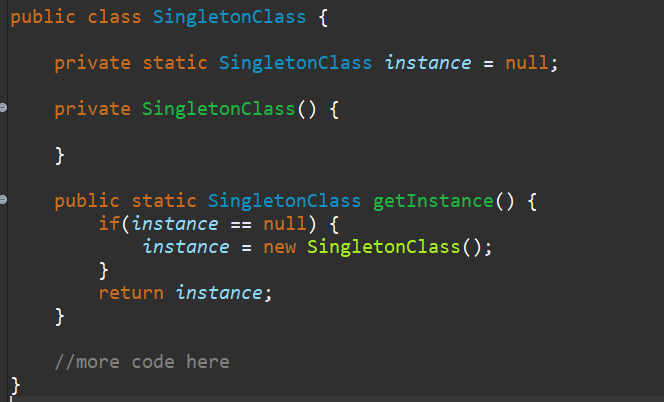 public class SingletonClass {
    private static SingletonClass instance = null;
    private SingletonClass() {
    }
    public static SingletonClass getInstance() {
        if(instance == null) {
            instance = new SingletonClass();
        }
        return instance;
    }
    //more code here
}